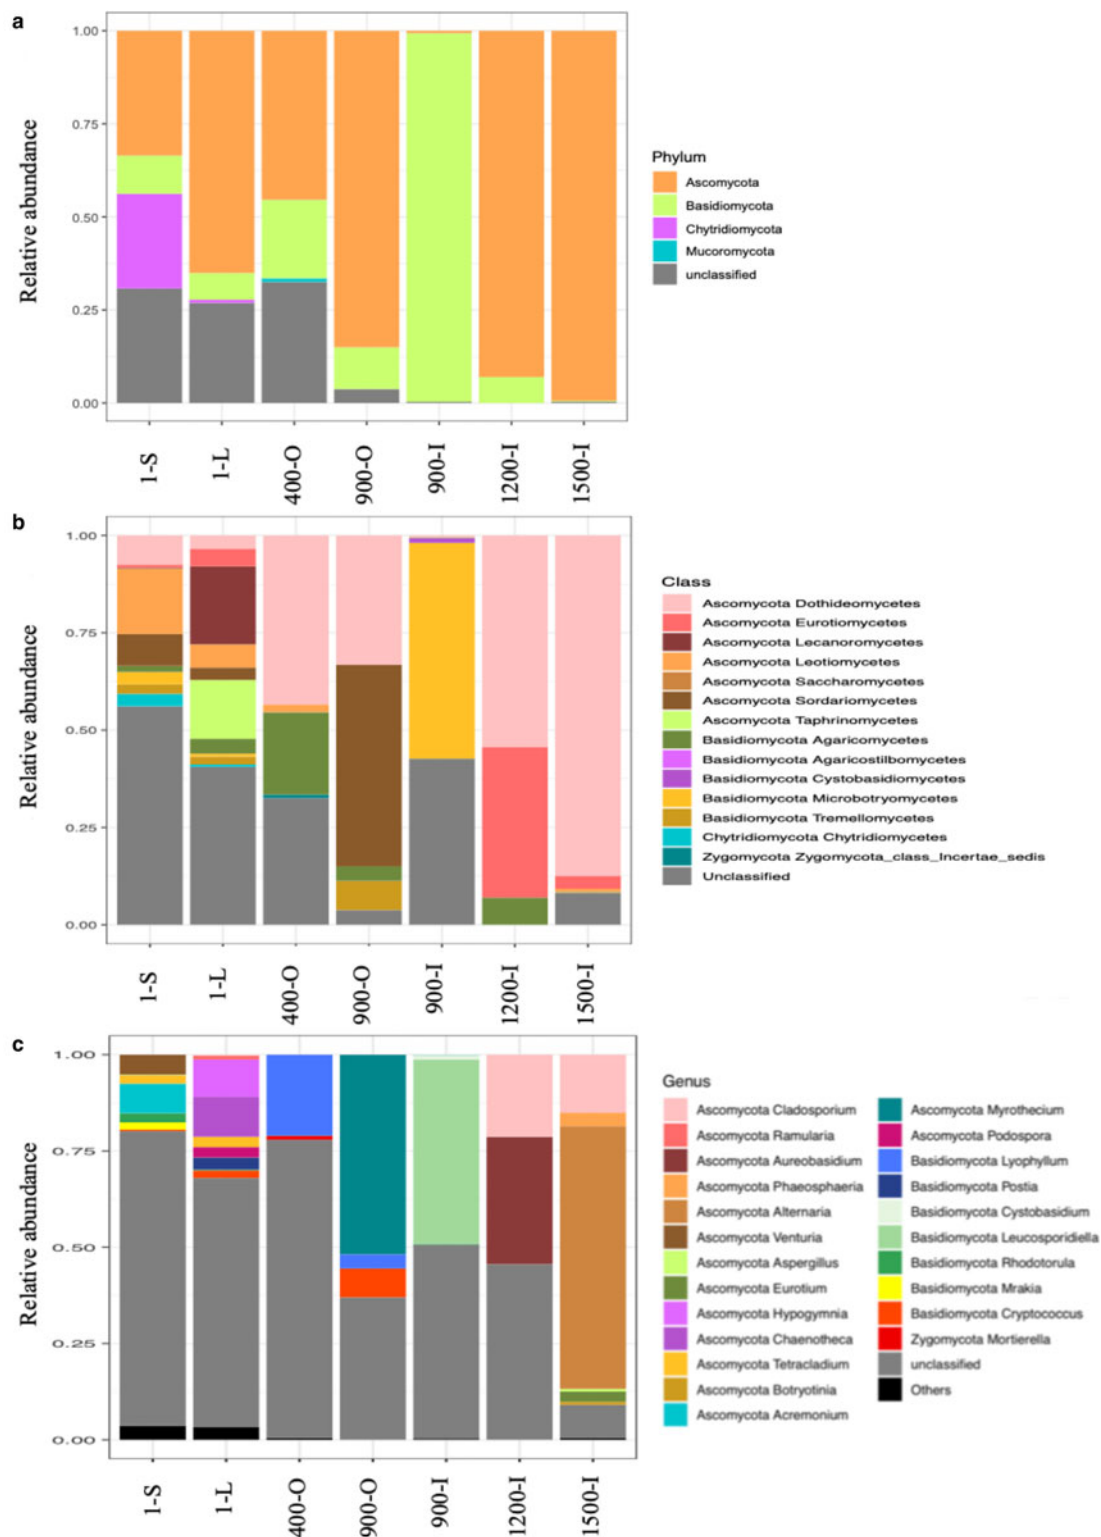 a
Relative abundance
1.00
0.75
0.50
0.25
0.00
1-S
1-L
400-O
900-O
900-I
1200-I
1500-I
Phylum
Ascomycota
Basidiomycota
Chytridiomycota
Mucoromycota
unclassified
b
Relative abundance
1.00
0.75
0.50
0.25
0.00
1-S
1-L
400-O
900-O
900-I
1200-I
1500-I
Class
Ascomycota Dothideomycetes
Ascomycota Eurotiomycetes
Ascomycota Lecanoromycetes
Ascomycota Leotiomycetes
Ascomycota Saccharomycetes
Ascomycota Sordariomycetes
Ascomycota Taphrinomycetes
Basidiomycota Agaricomycetes
Basidiomycota Agaricostilbomycetes
Basidiomycota Cystobasidiomycetes
Basidiomycota Microbotryomycetes
Basidiomycota Tremellomycetes
Chytridiomycota Chytridiomycetes
Zygomycota Zygomycota_class_Incertae_sedis
Unclassified
c
Relative abundance
1.00
0.75
0.50
0.25
0.00
1-S
1-L
400-O
900-O
900-I
1200-I
1500-I
Genus
Ascomycota Cladosporium
Ascomycota Ramularia
Ascomycota Aureobasidium
Ascomycota Phaeosphaeria
Ascomycota Alternaria
Ascomycota Venturia
Ascomycota Aspergillus
Ascomycota Eurotium
Ascomycota Hypogymnia
Ascomycota Chaenotheca
Ascomycota Tetracladium
Ascomycota Botryotinia
Ascomycota Acremonium
Ascomycota Myrothecium
Ascomycota Podospora
Basidiomycota Lyophyllum
Basidiomycota Postia
Basidiomycota Cystobasidium
Basidiomycota Leucosporidiella
Basidiomycota Rhodotorula
Basidiomycota Mrakia
Basidiomycota Cryptococcus
Zygomycota Mortierella
unclassified
Others